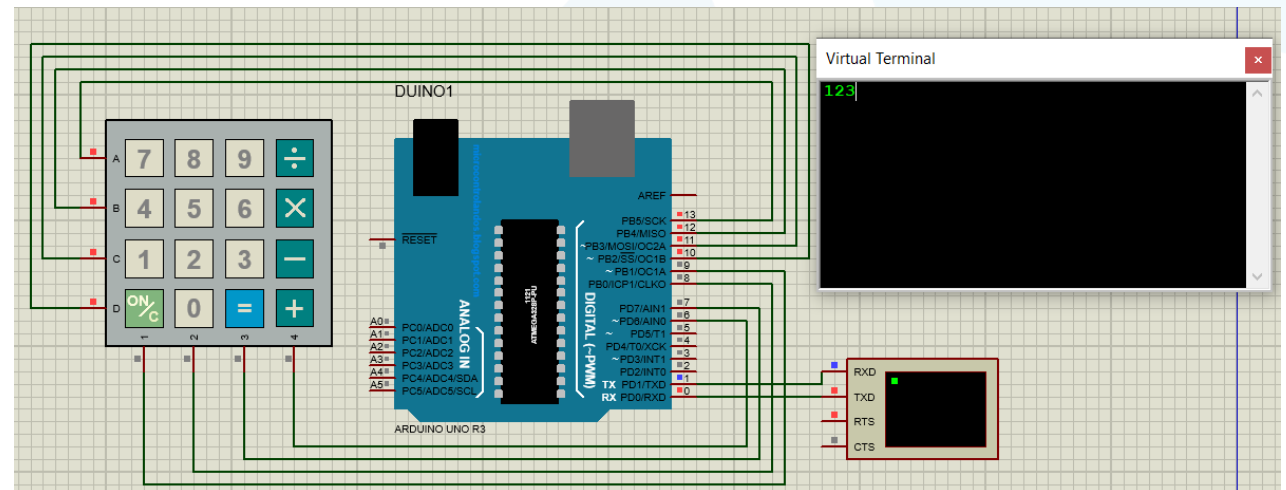 Virtual Terminal
123
DUINO1
A
7
8
9
÷
B
4
5
6
×
C
1
2
3
−
D
ON/C
0
=
+
1
2
3
4
RESET
AREF
PB5/SCK
13
PB4/MISO
12
~PB3/MOSI/OC2A
11
~ PB2/SS/OC1B
10
~ PB1/OC1A
9
PB0/ICP1/CLKO
8
PD7/AIN1
7
~ PD6/AIN0
6
~ PD5/T1
5
PD4/T0/XCK
4
~PD3/INT1
3
PD2/INT0
2
TX PD1/TXD
1
RX PD0/RXD
0
A0
PC0/ADC0
A1
PC1/ADC1
A2
PC2/ADC2
A3
PC3/ADC3
A4
PC4/ADC4/SDA
A5
PC5/ADC5/SCL
ANALOG IN
1121
ATMEGA328P-PU
DIGITAL (~PWM)
ARDUINO UNO R3
RXD
TXD
RTS
CTS